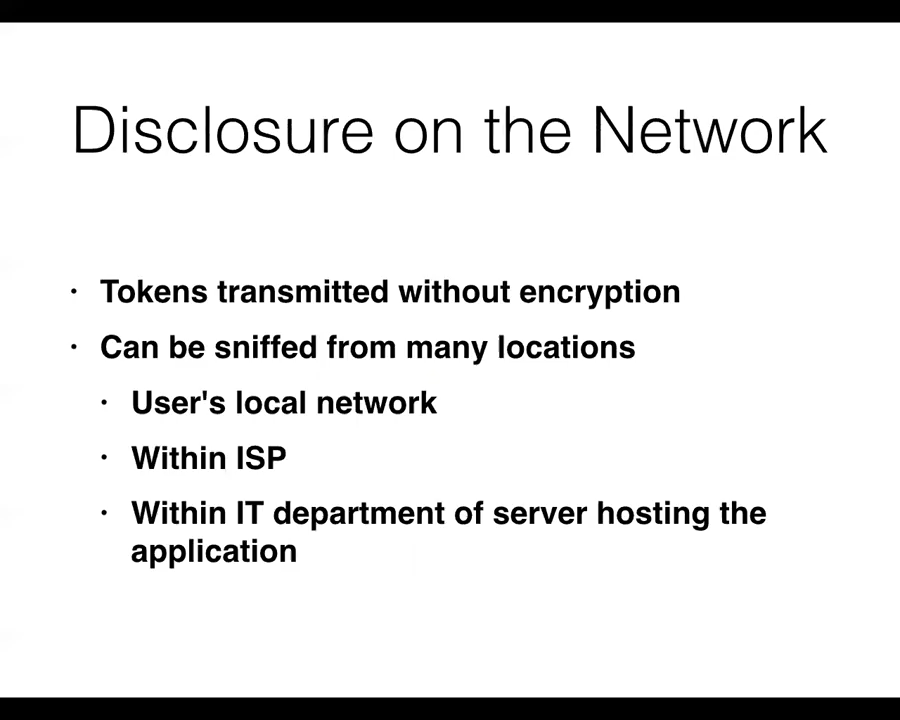 Disclosure on the Network
• Tokens transmitted without encryption
• Can be sniffed from many locations
• User's local network
• Within ISP
• Within IT department of server hosting the
application